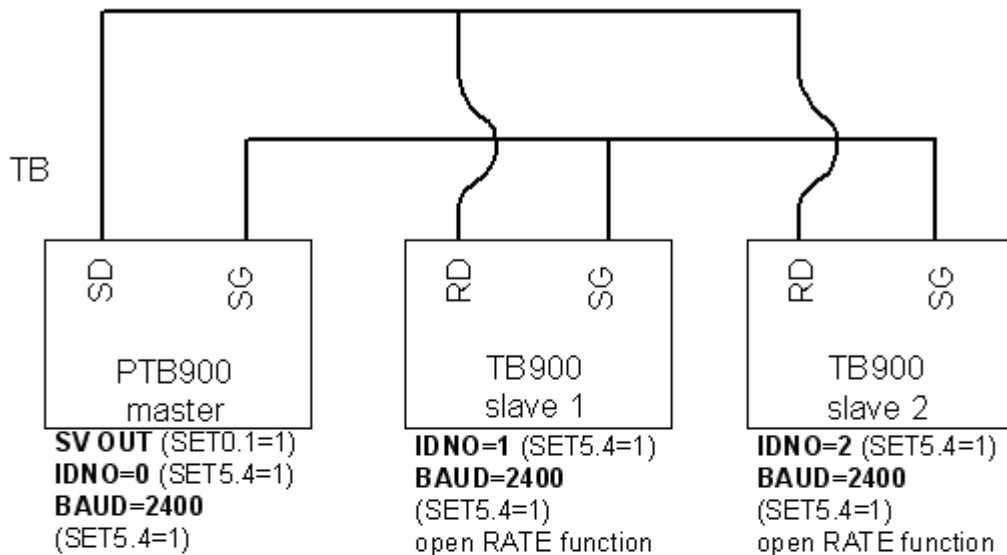 TB
SD
SG
PTB900
master
SV OUT (SET0.1=1)
IDNO=0 (SET5.4=1)
BAUD=2400
(SET5.4=1)
RD
SG
TB900
slave 1
IDNO=1 (SET5.4=1)
BAUD=2400
(SET5.4=1)
open RATE function
RD
SG
TB900
slave 2
IDNO=2 (SET5.4=1)
BAUD=2400
(SET5.4=1)
open RATE function